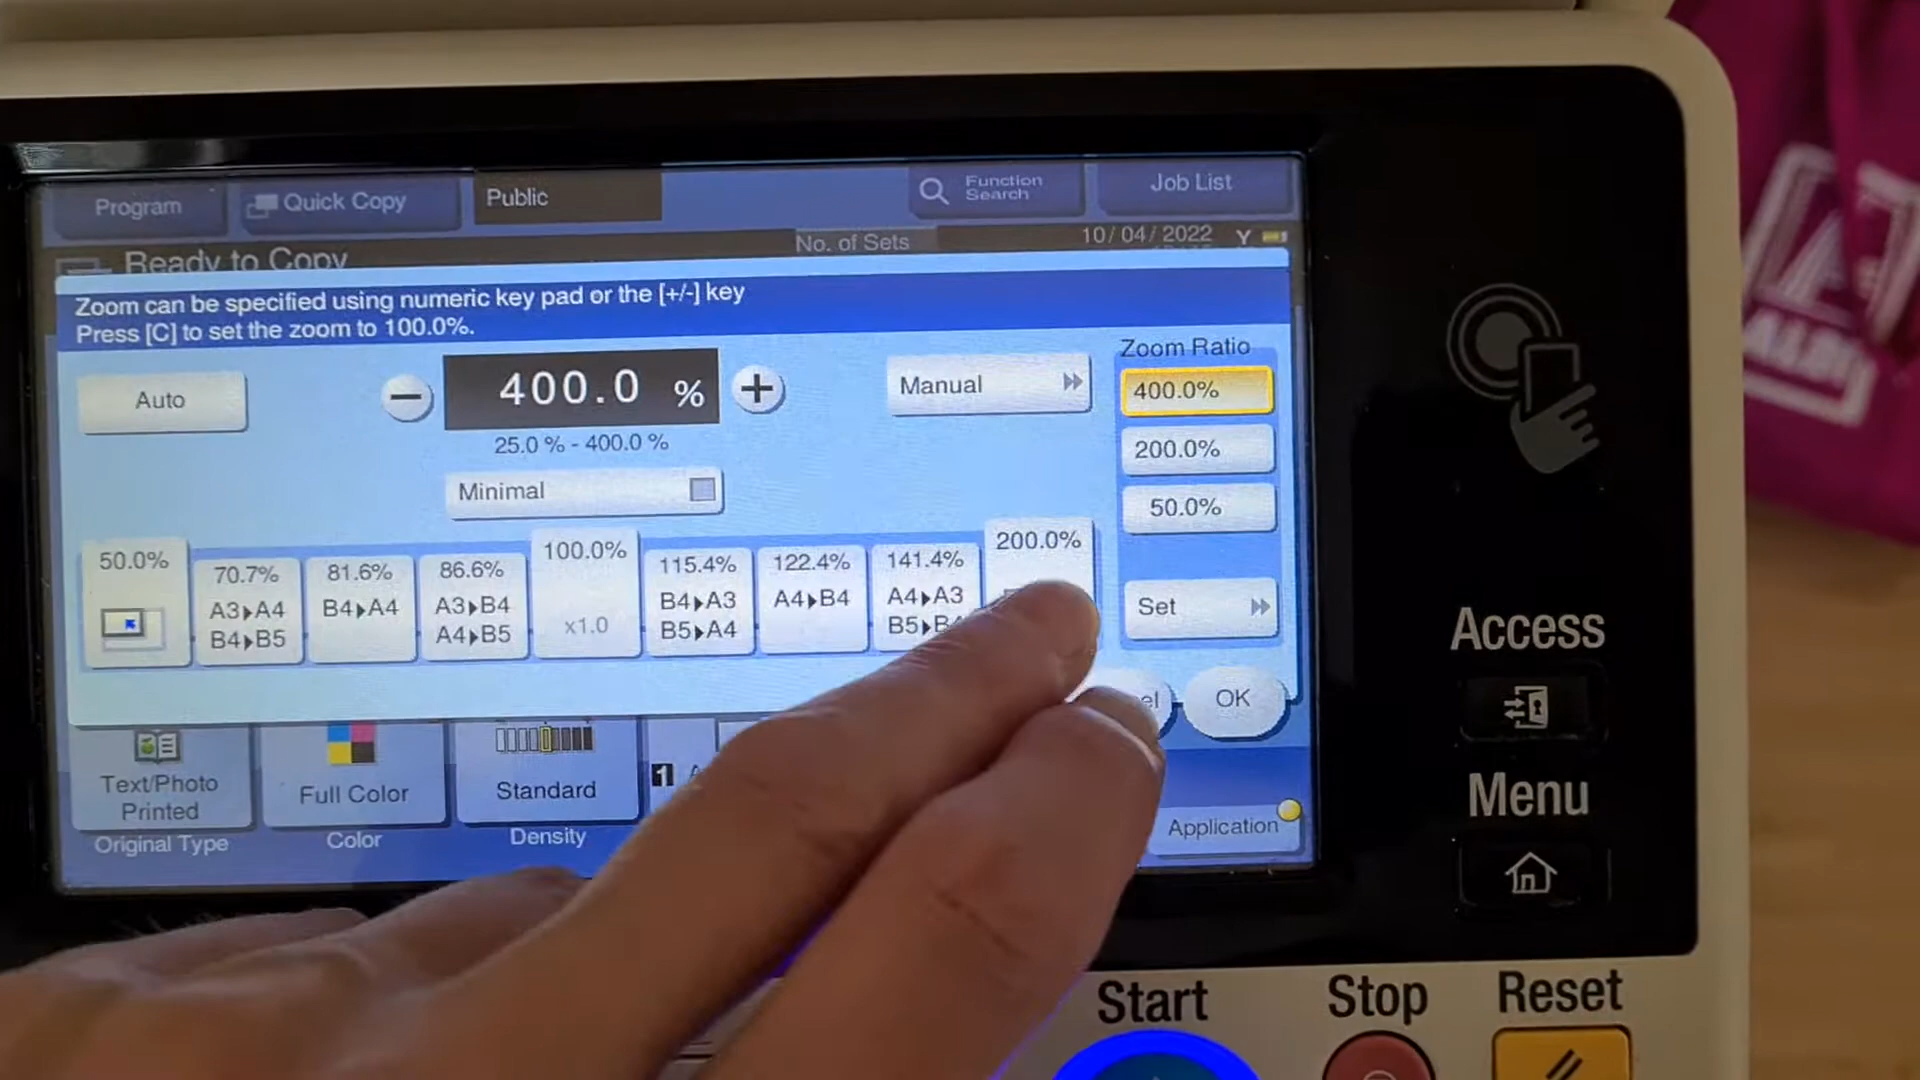 Program
Quick Copy
Public
Function
Search
Job List
Ready to Copy
No. of Sets
10/04/2022
Y
Zoom can be specified using numeric key pad or the [+/-] key
Press [C] to set the zoom to 100.0%.
Auto
−
400.0 %
+
25.0 % - 400.0 %
Minimal
Manual
Zoom Ratio
400.0%
200.0%
50.0%
Set
50.0%
70.7%
A3▶A4
B4▶B5
81.6%
B4▶A4
86.6%
A3▶B4
A4▶B5
100.0%
x1.0
115.4%
B4▶A3
B5▶A4
122.4%
A4▶B4
141.4%
A4▶A3
200.0%
OK
Text/Photo
Printed
Original Type
Full Color
Color
Standard
Density
1
Application
Access
Menu
Start
Stop
Reset
ALDI